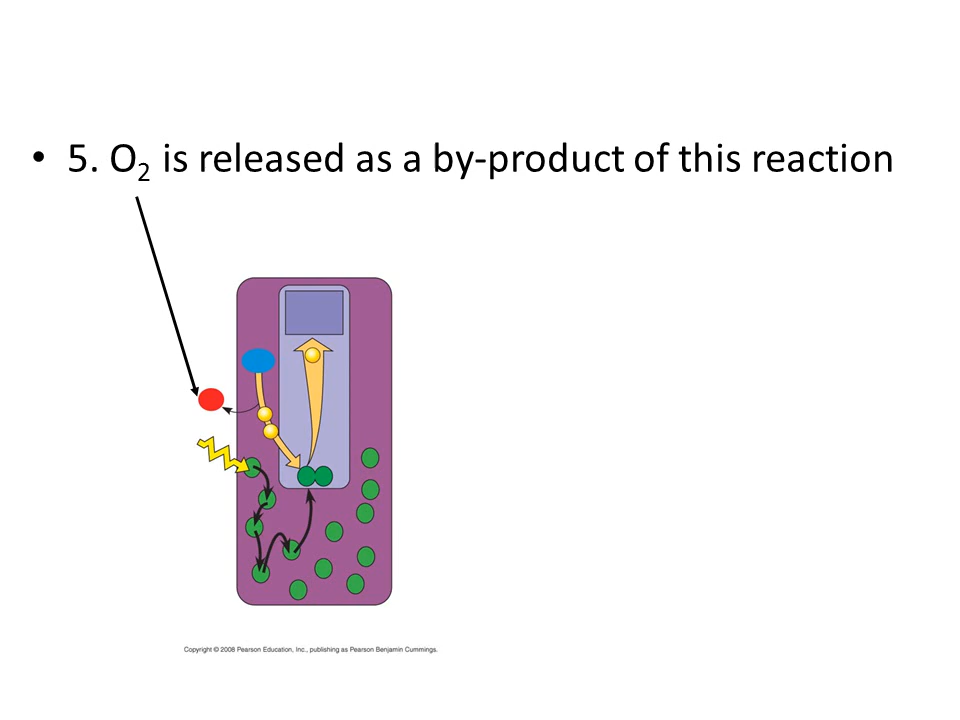 • 5. O₂ is released as a by-product of this reaction
Copyright © 2008 Pearson Education, Inc., publishing as Pearson Benjamin Cummings.